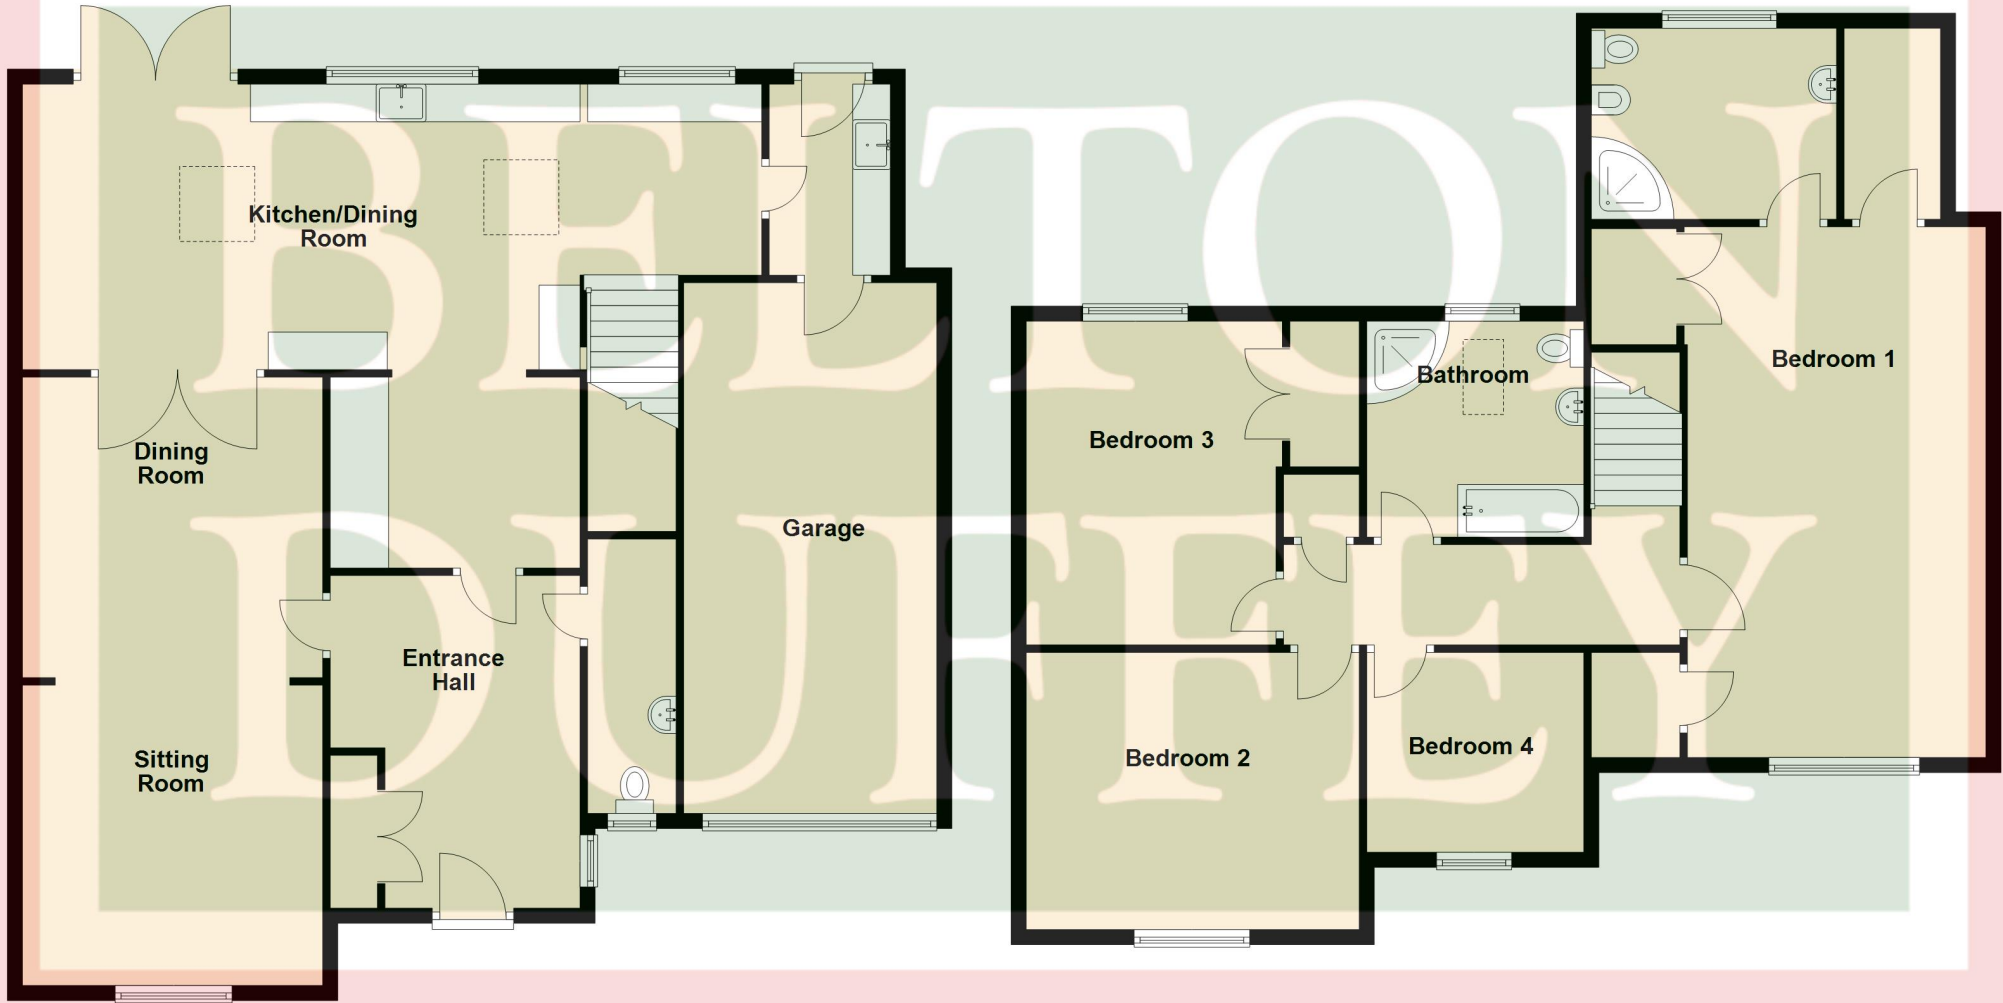 BELTON
DUFFEY
Kitchen/Dining
Room
Dining
Room
Sitting
Room
Entrance
Hall
Garage
Bedroom 3
Bathroom
Bedroom 1
Bedroom 2
Bedroom 4